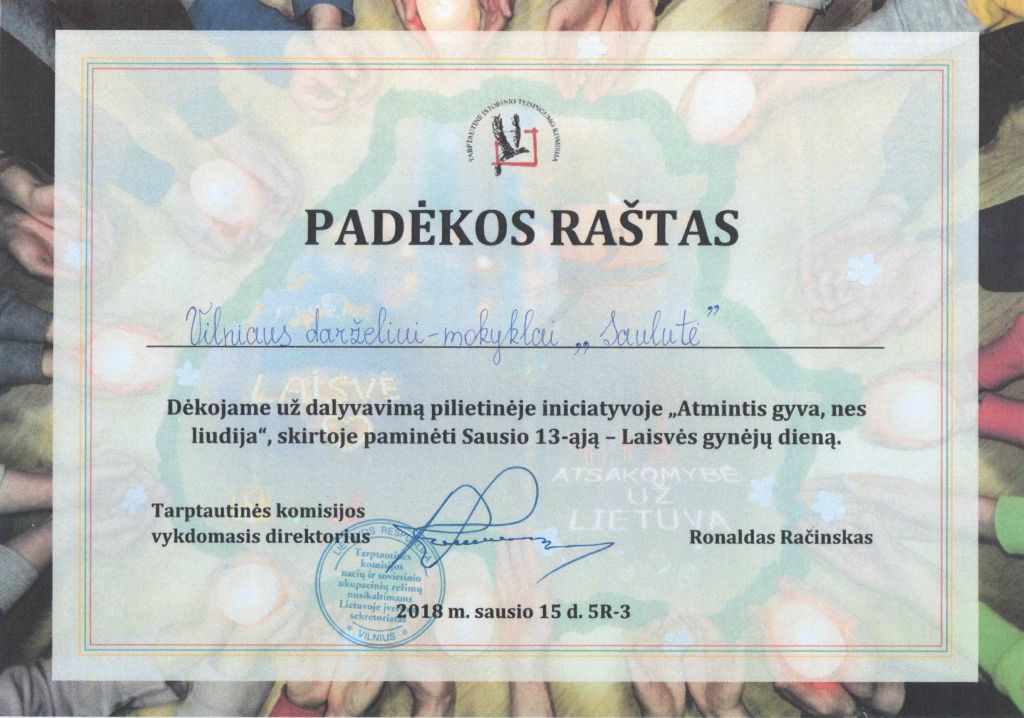 TARPTAUTINĖ ISTORINIO TEISINGUMO KOMISIJA
PADĖKOS RAŠTAS
Vilniaus darželiui-mokyklai „Saulutė”
LAISVĖ
Dėkojame už dalyvavimą pilietinėje iniciatyvoje „Atmintis gyva, nes
liudija“, skirtoje paminėti Sausio 13-ąją – Laisvės gynėjų dieną.
ATSAKOMYBĖ
UŽ
LIETUVĄ
Tarptautinės komisijos
vykdomasis direktorius
Ronaldas Račinskas
LIETUVOS RESPUBLIKA
Tarptautinės
komisijos
nacių ir sovietinio
okupacinių režimų
nusikaltimams
Lietuvoje įvertinti
sekretoriatas
VILNIUS
2018 m. sausio 15 d. 5R-3